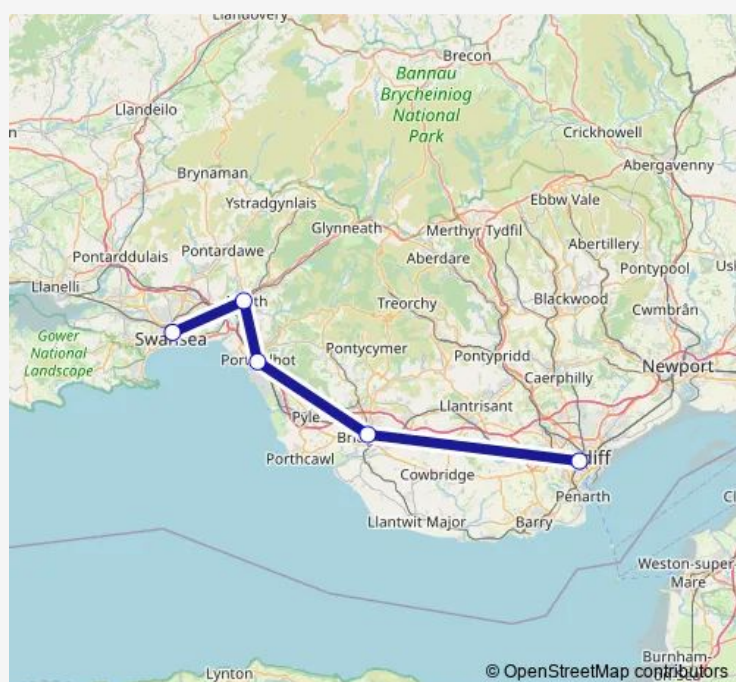 Llandovery
Brecon
Bannau
Brycheiniog
National
Park
Llandeilo
Crickhowell
Abergavenny
Brynaman
Ystradgynlais
Ebbw Vale
Glynneath
Merthyr Tydfil
Pontardawe
Abertillery
Pontarddulais
Aberdare
Pontypool
Llanelli
Treorchy
Blackwood
Cwmbrân
Gower
National
Landscape
Swansea
Pontycymer
Pontypridd
Newport
Caerphilly
Llantrisant
Pyle
Porthcawl
Cowbridge
Penarth
Llantwit Major
Barry
Weston-super-
Mare
Lynton
Burnham-
© OpenStreetMap contributors